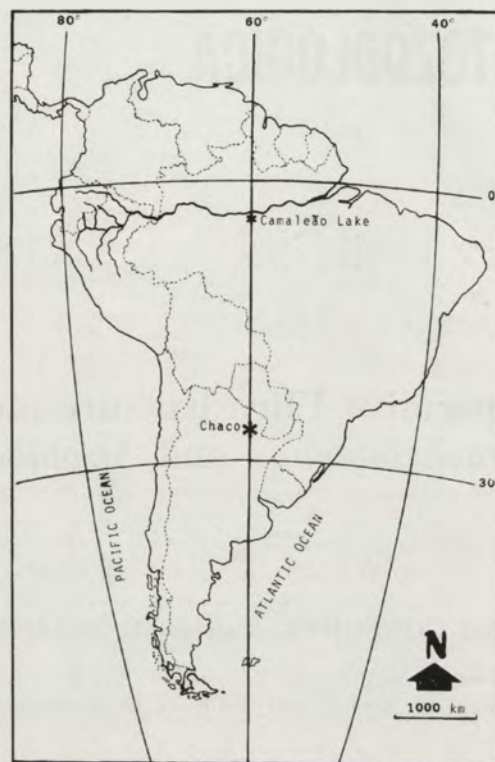 80°
60°
40°
0
Camaleão Lake
Chaco
30
PACIFIC OCEAN
ATLANTIC OCEAN
N
1000 km